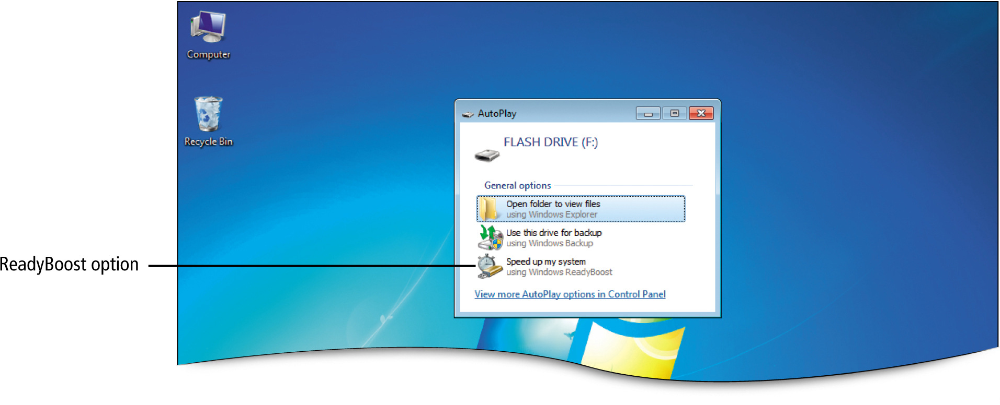 Computer
Recycle Bin
AutoPlay
FLASH DRIVE (F:)
General options
Open folder to view files
using Windows Explorer
Use this drive for backup
using Windows Backup
Speed up my system
using Windows ReadyBoost
View more AutoPlay options in Control Panel
ReadyBoost option